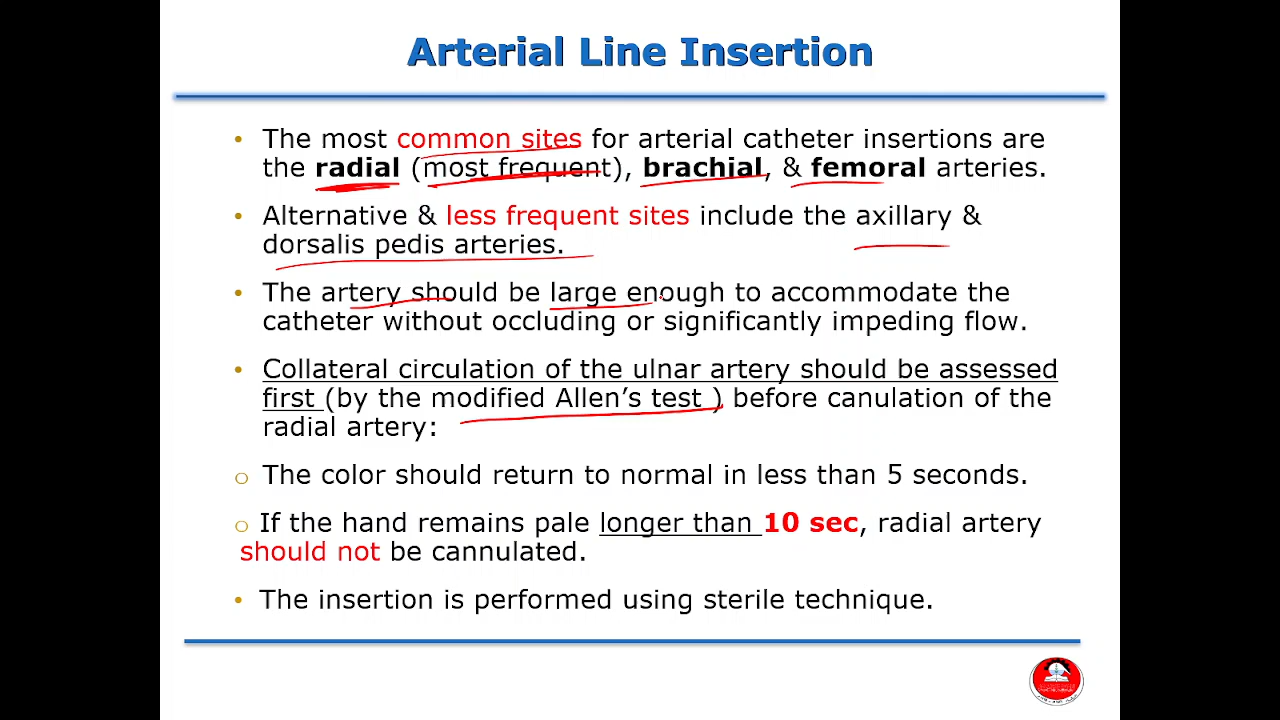 Arterial Line Insertion
• The most common sites for arterial catheter insertions are
the radial (most frequent), brachial, & femoral arteries.
• Alternative & less frequent sites include the axillary &
dorsalis pedis arteries.
• The artery should be large enough to accommodate the
catheter without occluding or significantly impeding flow.
• Collateral circulation of the ulnar artery should be assessed
first (by the modified Allen’s test ) before canulation of the
radial artery:
o The color should return to normal in less than 5 seconds.
o If the hand remains pale longer than 10 sec, radial artery
should not be cannulated.
• The insertion is performed using sterile technique.